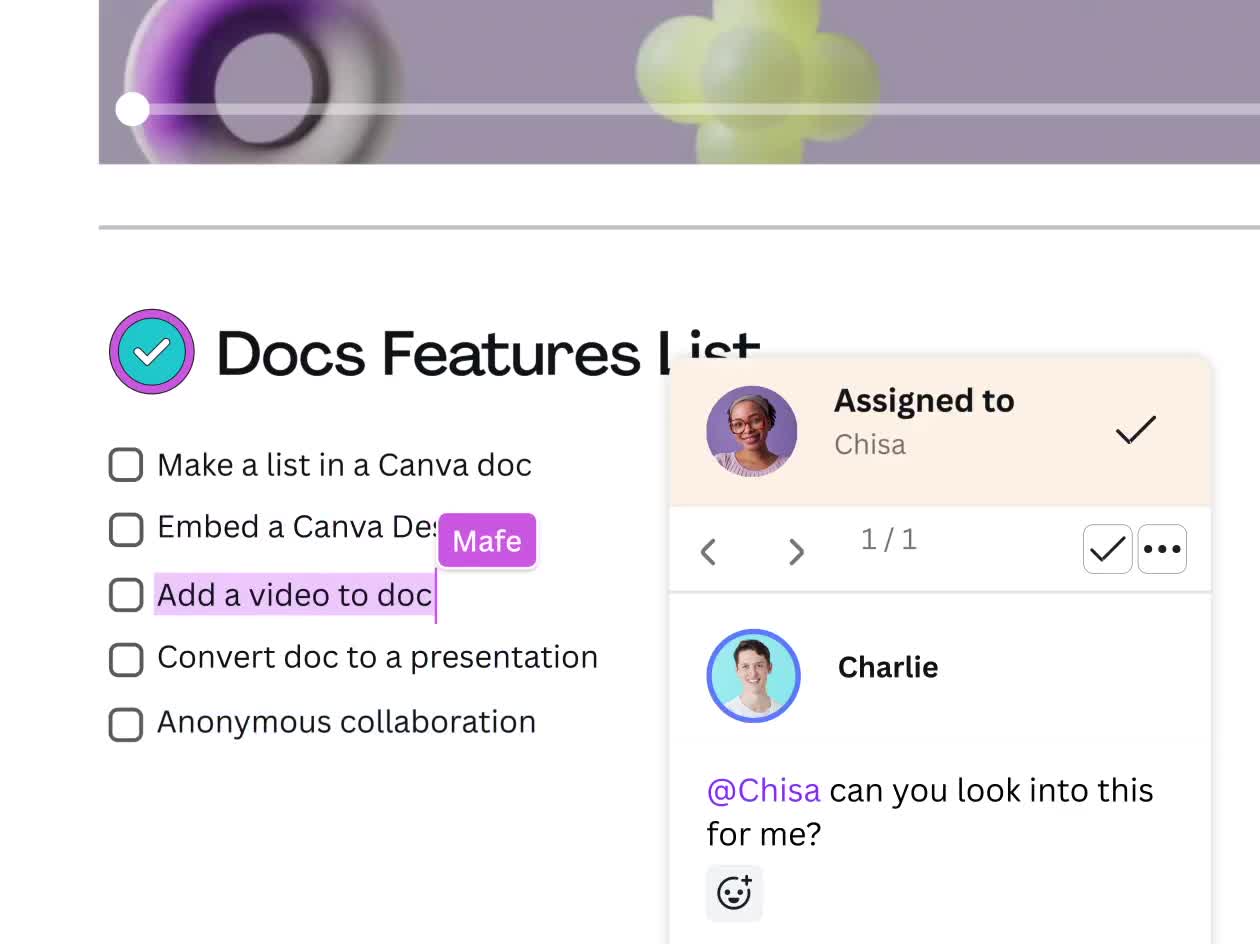 Docs Features List
Make a list in a Canva doc
Embed a Canva
Mafe
Add a video to doc
Convert doc to a presentation
Anonymous collaboration
Assigned to
Chisa
1 / 1
Charlie
@Chisa can you look into this
for me?